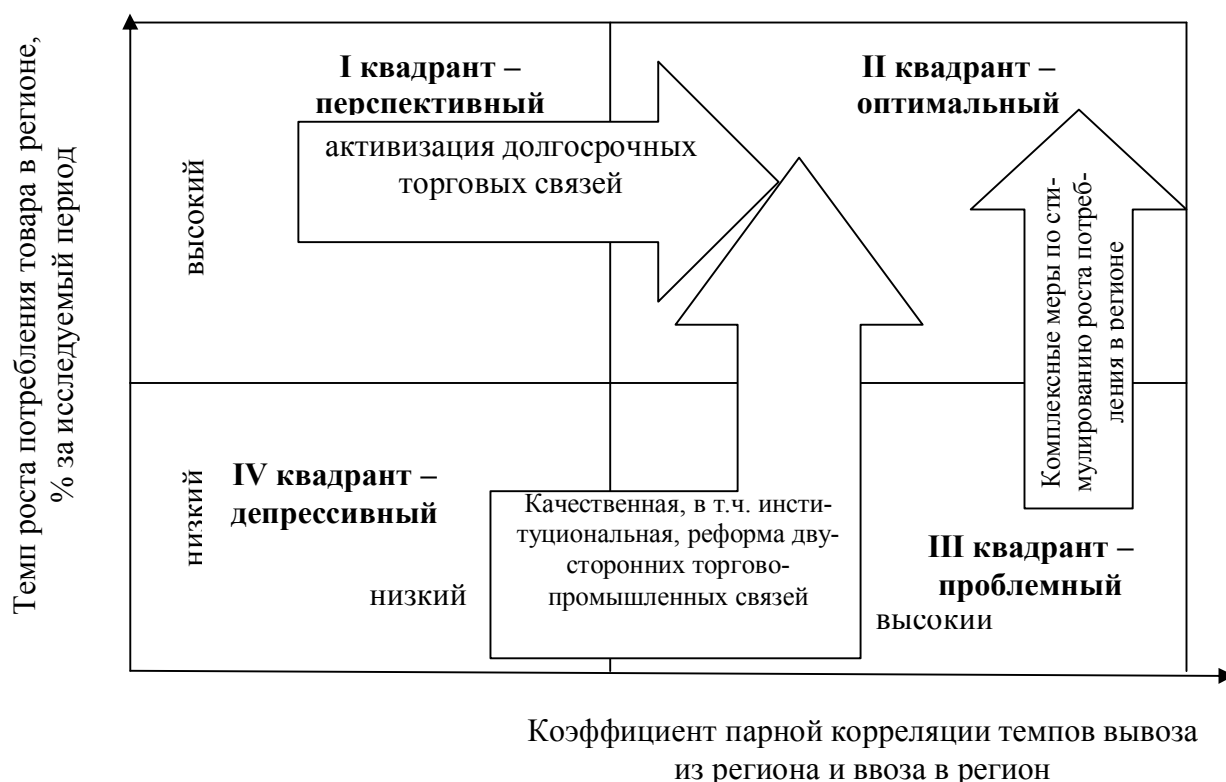 Темп роста потребления товара в регионе,
% за исследуемый период
высокий
низкий
I квадрант –
перспективный
активизация долгосрочных
торговых связей
II квадрант –
оптимальный
Комплексные меры по сти-
мулированию роста потреб-
ления в регионе
IV квадрант –
депрессивный
низкий
Качественная, в т.ч. инсти-
туциональная, реформа дву-
сторонних торгово-
промышленных связей
III квадрант –
проблемный
высокий
Коэффициент парной корреляции темпов вывоза
из региона и ввоза в регион